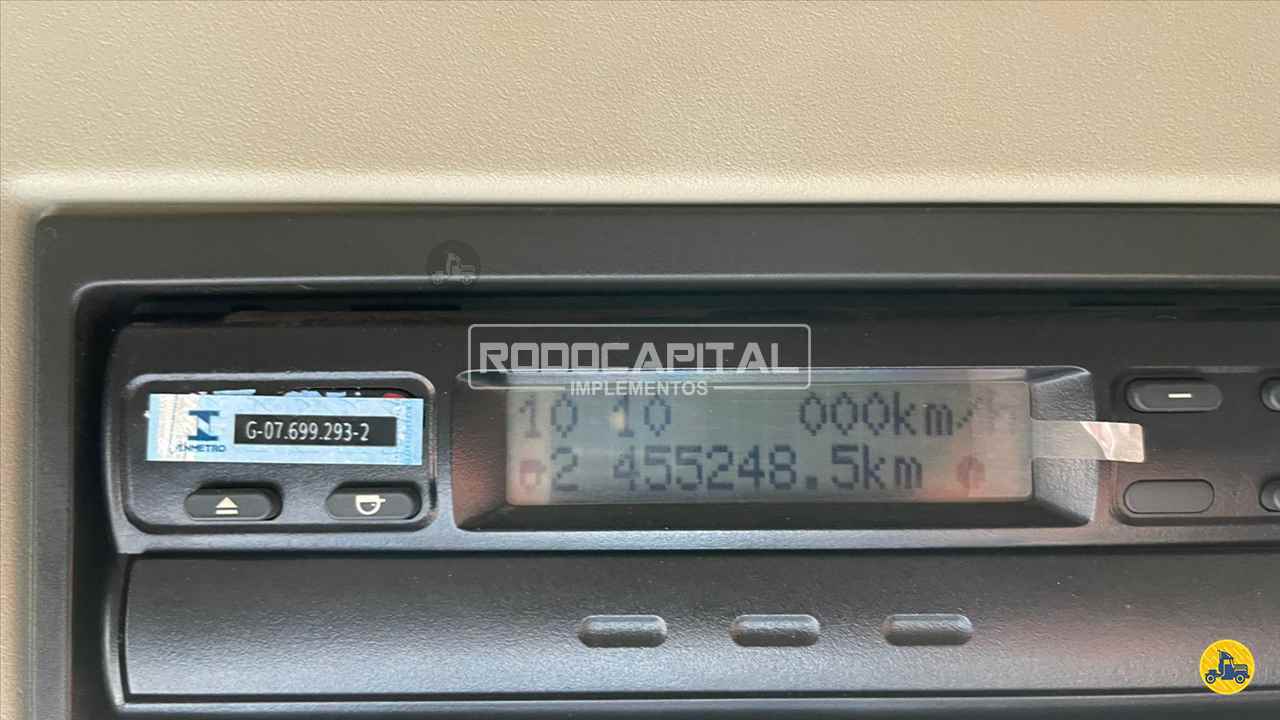 RODOCAPITAL
IMPLEMENTOS
INMETRO
G-07.699.293-2
10 10 000km/h
2 455248.5km